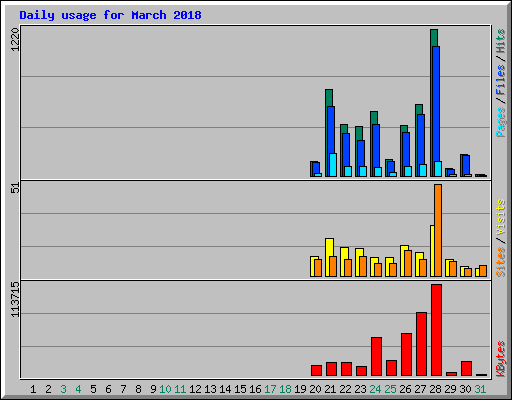 Daily usage for March 2018
1220
51
113715
Pages / Files / Hits
Sites / Visits
KBytes
1 2 3 4 5 6 7 8 9 10 11 12 13 14 15 16 17 18 19 20 21 22 23 24 25 26 27 28 29 30 31